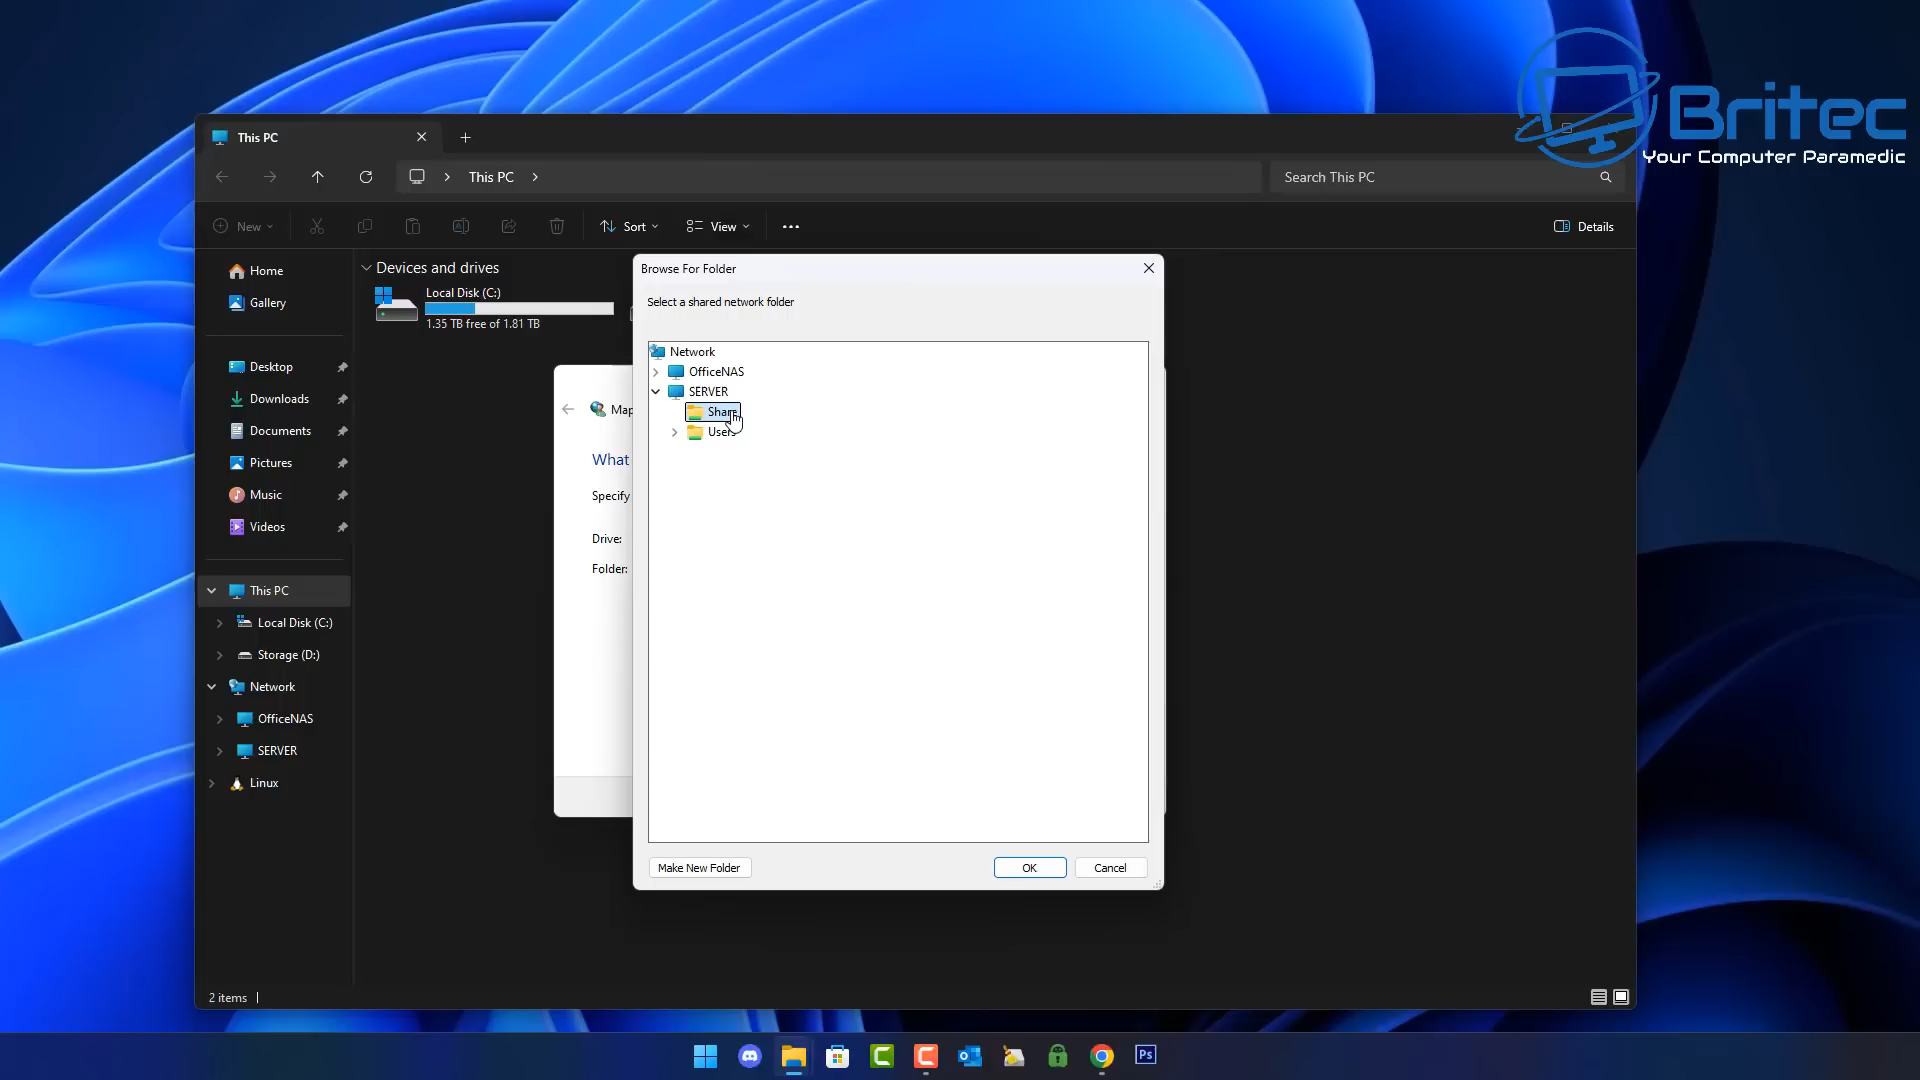 Britec
Your Computer Paramedic
This PC
This PC
Search This PC
New
Sort
View
Details
Home
Gallery
Desktop
Downloads
Documents
Pictures
Music
Videos
This PC
Local Disk (C:)
Storage (D:)
Network
OfficeNAS
SERVER
Linux
Devices and drives
Local Disk (C:)
1.35 TB free of 1.81 TB
Map
What
Specify
Drive:
Folder:
Browse For Folder
Select a shared network folder
Network
OfficeNAS
SERVER
Share
Users
Make New Folder
OK
Cancel
2 items
Ps